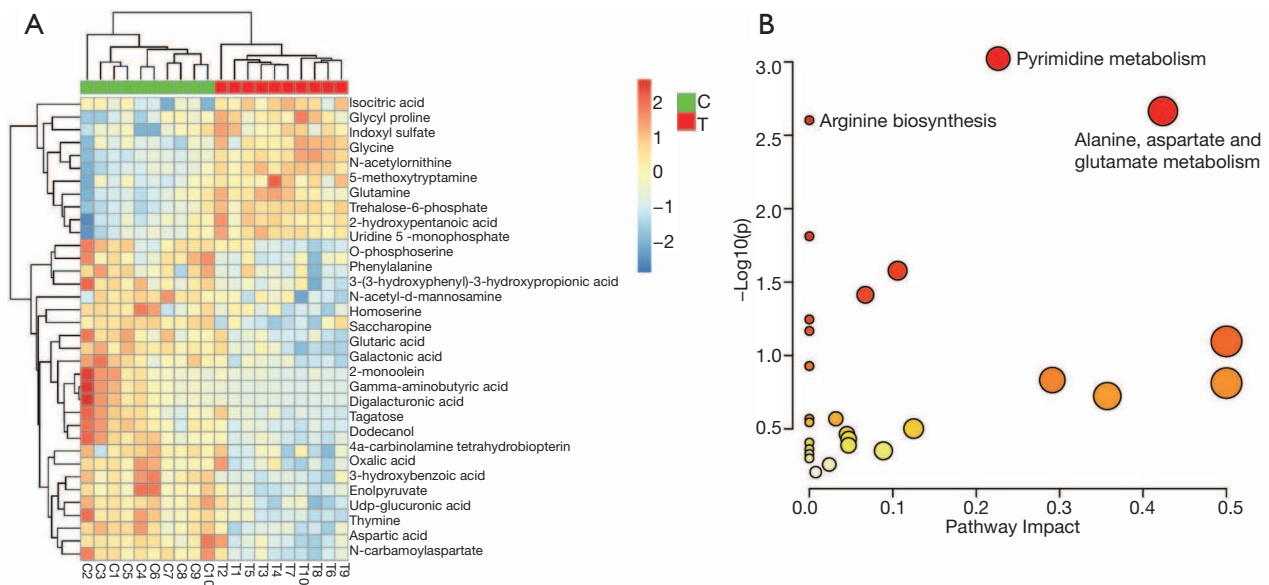 A
Isocitric acid
Glycyl proline
Indoxyl sulfate
Glycine
N-acetylornithine
5-methoxytryptamine
Glutamine
Trehalose-6-phosphate
2-hydroxypentanoic acid
Uridine 5 -monophosphate
O-phosphoserine
Phenylalanine
3-(3-hydroxyphenyl)-3-hydroxypropionic acid
N-acetyl-d-mannosamine
Homoserine
Saccharopine
Glutaric acid
Galactonic acid
2-monoolein
Gamma-aminobutyric acid
Digalacturonic acid
Tagatose
Dodecanol
4a-carbinolamine tetrahydrobiopterin
Oxalic acid
3-hydroxybenzoic acid
Enolpyruvate
Udp-glucuronic acid
Thymine
Aspartic acid
N-carbamoylaspartate
C2 C3 C1 C5 C4 C6 C7 C8 C9 C10 T2 T1 T5 T3 T4 T7 T10 T8 T6 T9
2
1
0
−1
−2
C
T
B
−Log10(p)
3.0
2.5
2.0
1.5
1.0
0.5
Pyrimidine metabolism
Arginine biosynthesis
Alanine, aspartate and
glutamate metabolism
0.0 0.1 0.2 0.3 0.4 0.5
Pathway Impact